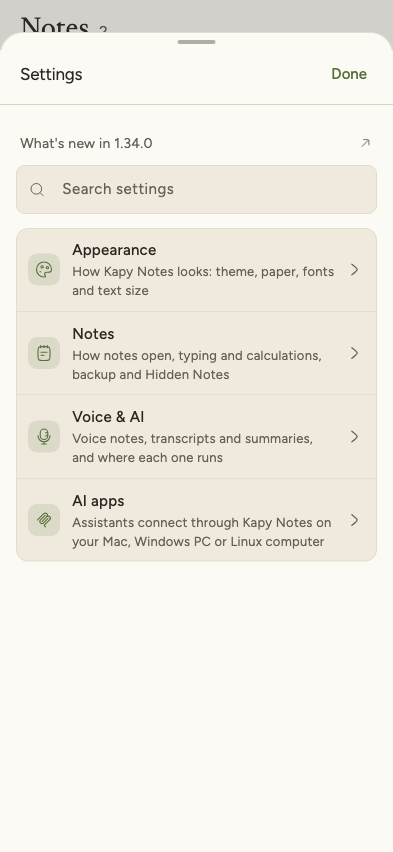 Notes 2
Settings
Done
What's new in 1.34.0
Search settings
Appearance
How Kapy Notes looks: theme, paper, fonts
and text size
Notes
How notes open, typing and calculations,
backup and Hidden Notes
Voice & AI
Voice notes, transcripts and summaries,
and where each one runs
AI apps
Assistants connect through Kapy Notes on
your Mac, Windows PC or Linux computer